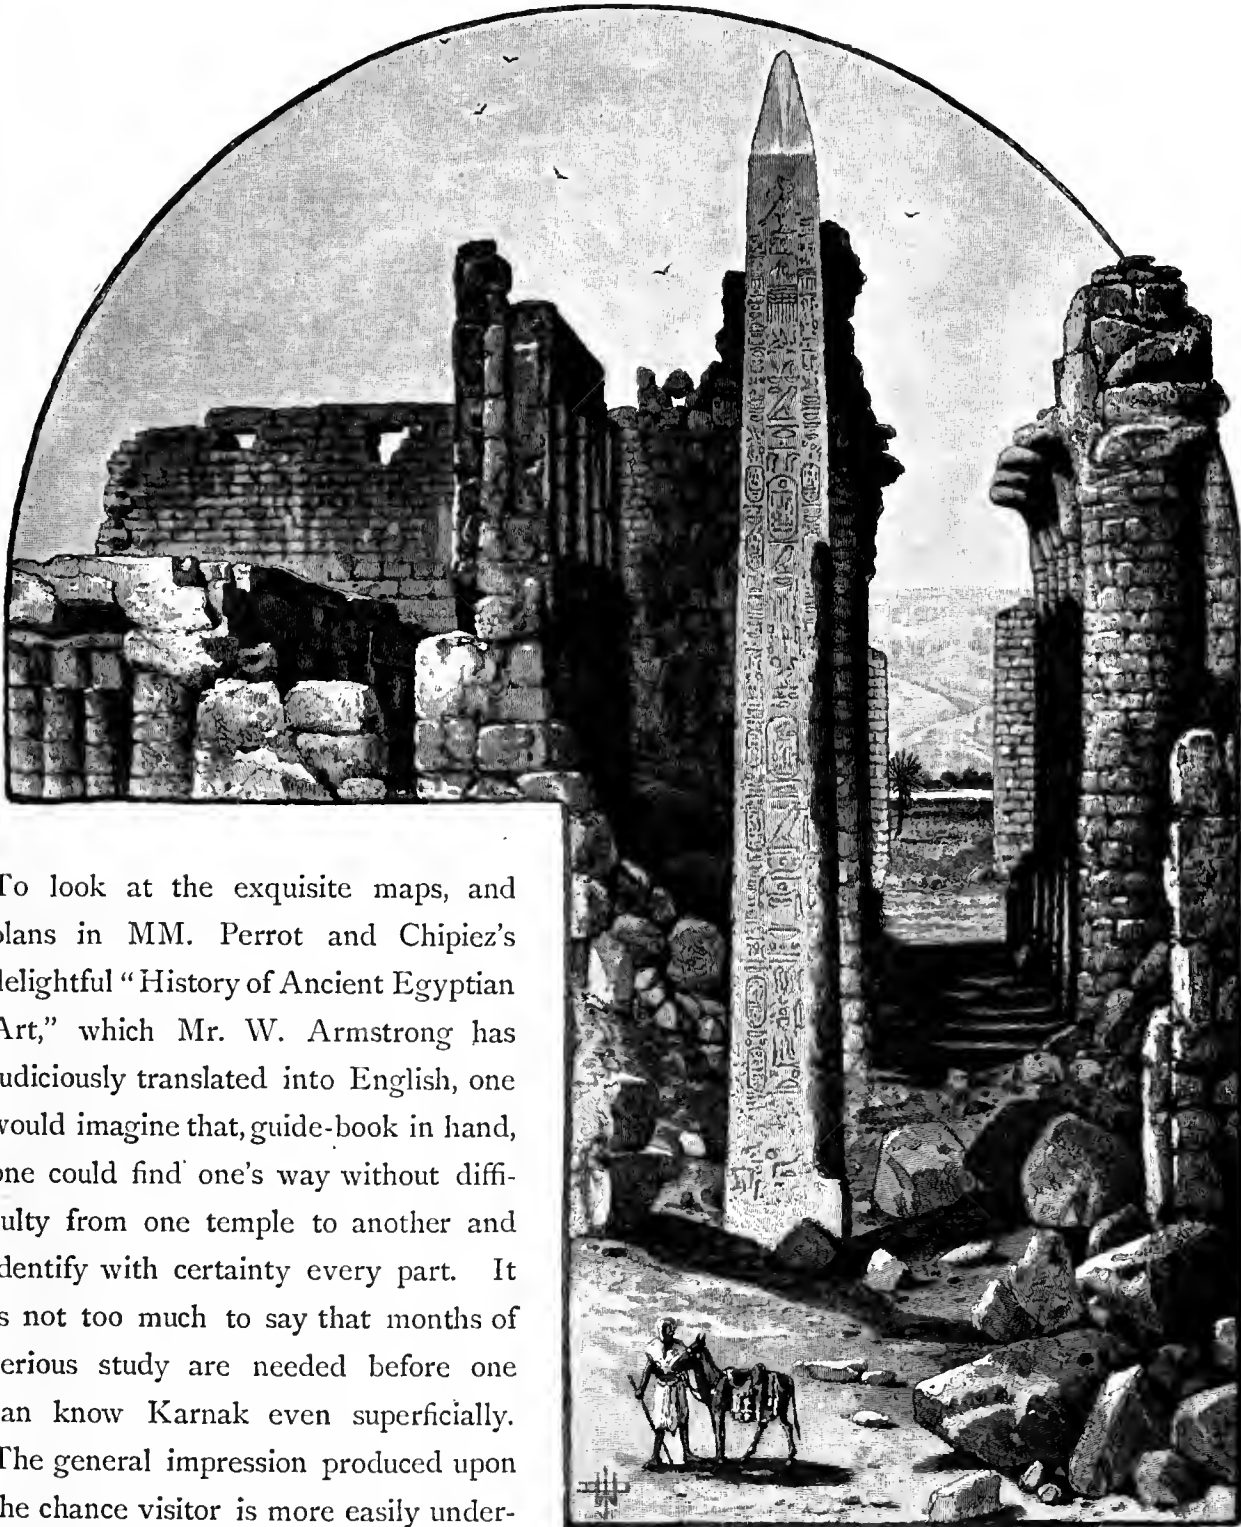 To look at the exquisite maps, and
plans in MM. Perrot and Chipiez's
delightful "History of Ancient Egyptian
Art," which Mr. W. Armstrong has
judiciously translated into English, one
would imagine that, guide-book in hand,
one could find one's way without diffi-
culty from one temple to another and
identify with certainty every part. It
is not too much to say that months of
serious study are needed before one
can know Karnak even superficially.
The general impression produced upon
the chance visitor is more easily under-